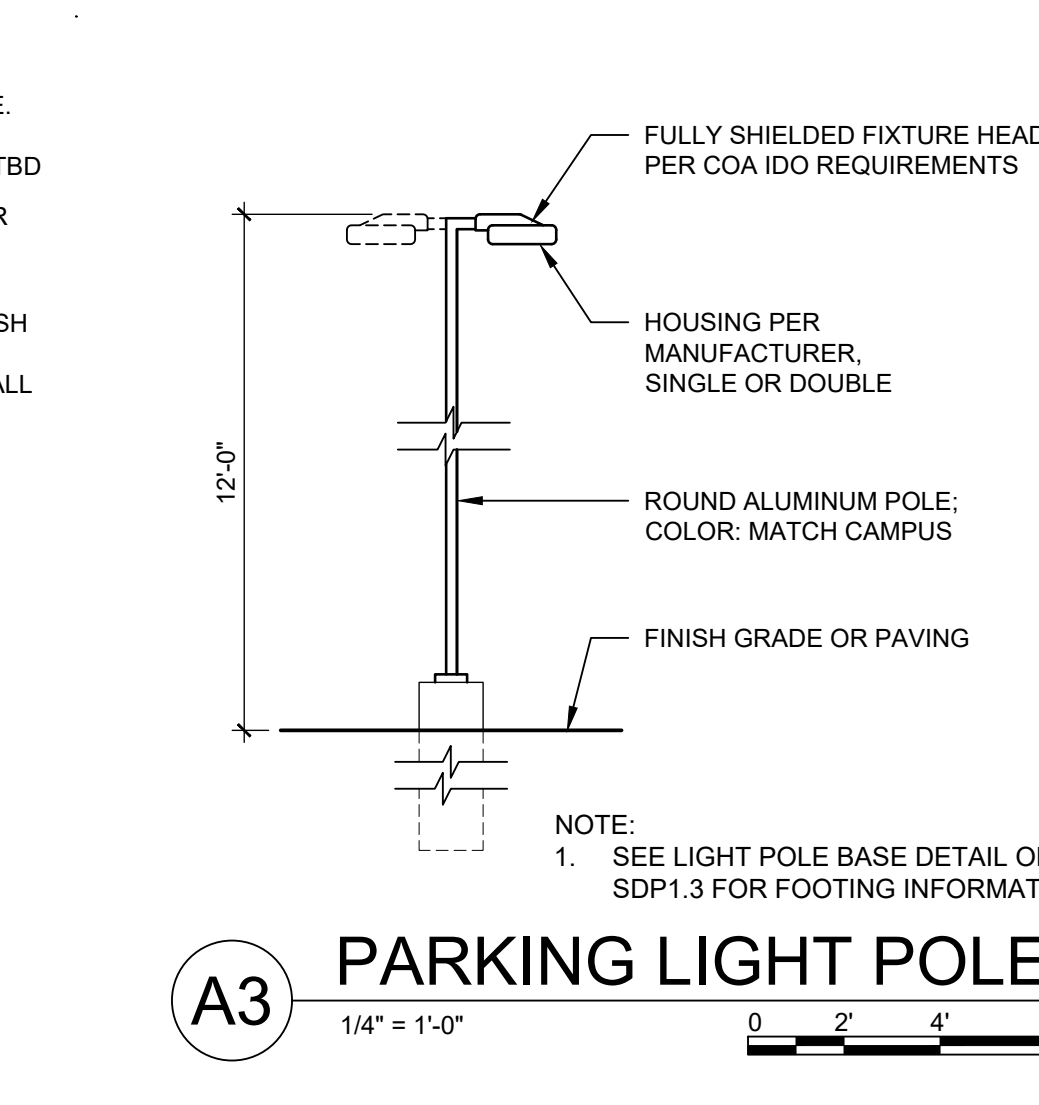 E.
TBD
R
SH
ALL
FULLY SHIELDED FIXTURE HEAD
PER COA IDO REQUIREMENTS
HOUSING PER
MANUFACTURER,
SINGLE OR DOUBLE
12'-0"
ROUND ALUMINUM POLE;
COLOR: MATCH CAMPUS
FINISH GRADE OR PAVING
NOTE:
1. SEE LIGHT POLE BASE DETAIL O
SDP1.3 FOR FOOTING INFORMAT
A3 PARKING LIGHT POLE
1/4" = 1'-0"
0 2' 4'